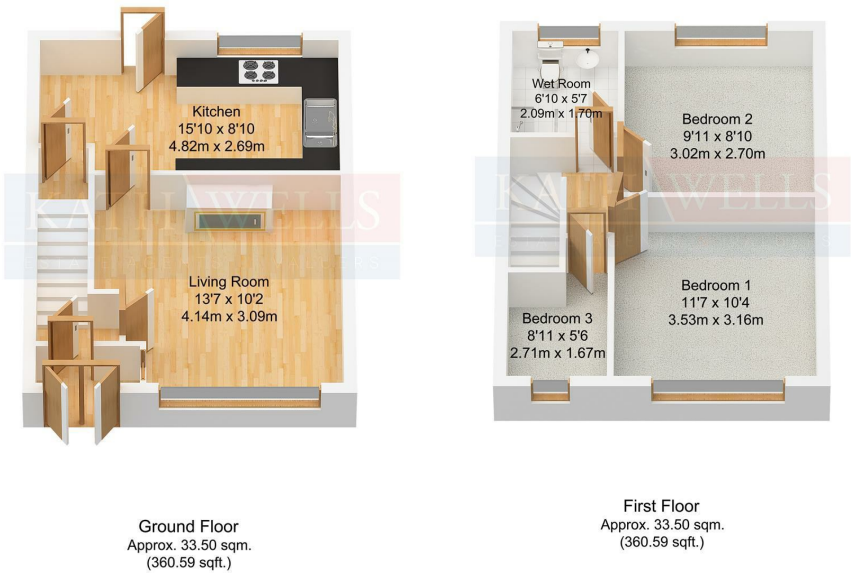 Kitchen
15'10 x 8'10
4.82m x 2.69m
Living Room
13'7 x 10'2
4.14m x 3.09m
Ground Floor
Approx. 33.50 sqm.
(360.59 sqft.)
Wet Room
6'10 x 5'7
2.09m x 1.70m
Bedroom 2
9'11 x 8'10
3.02m x 2.70m
WELLS
Bedroom 1
11'7 x 10'4
3.53m x 3.16m
Bedroom 3
8'11 x 5'6
2.71m x 1.67m
First Floor
Approx. 33.50 sqm.
(360.59 sqft.)